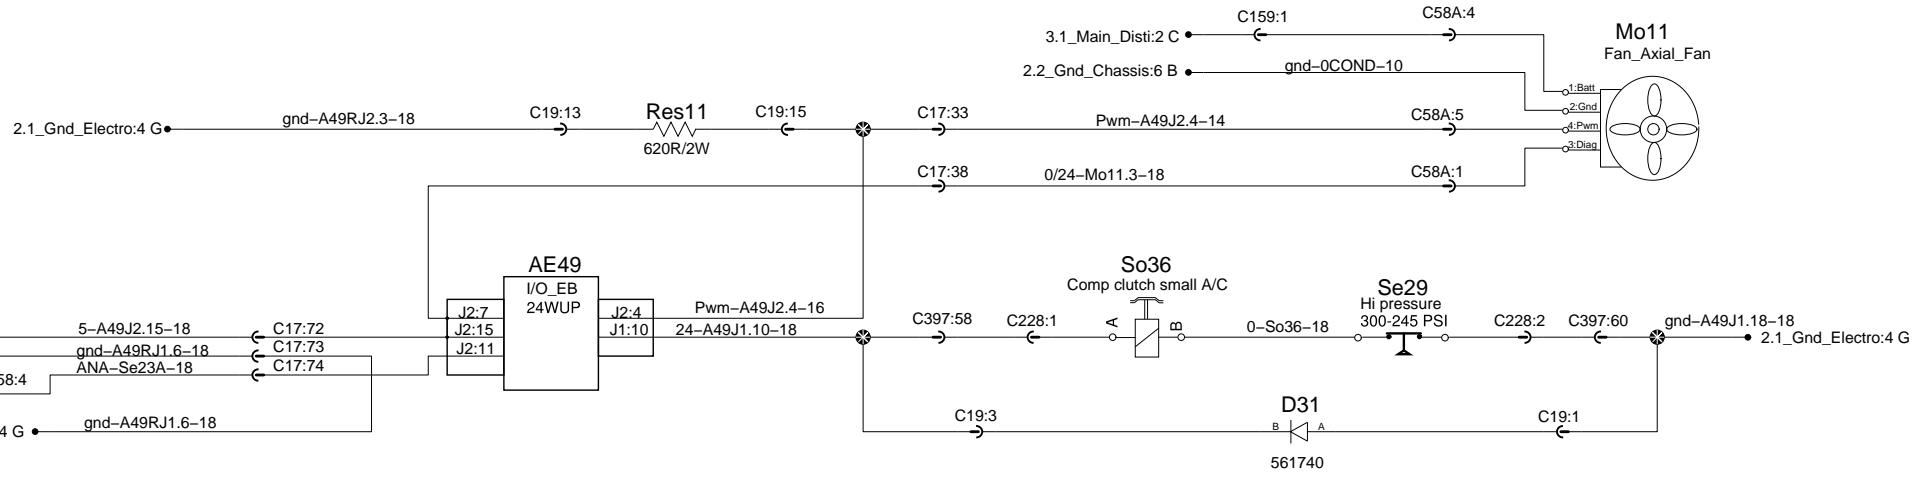 C159:1
C58A:4
Mo11
Fan_Axial_Fan
3.1_Main_Disti:2 C
2.2_Gnd_Chassis:6 B
gnd–0COND–10
1:Batt
2:Gnd
4:Pwm
3:Diag
2.1_Gnd_Electro:4 G
gnd–A49RJ2.3–18
C19:13
Res11
620R/2W
C19:15
C17:33
Pwm–A49J2.4–14
C58A:5
C17:38
0/24–Mo11.3–18
C58A:1
AE49
I/O_EB
24WUP
J2:7
J2:15
J2:11
J2:4
J1:10
Pwm–A49J2.4–16
24–A49J1.10–18
5–A49J2.15–18
C17:72
gnd–A49RJ1.6–18
C17:73
ANA–Se23A–18
C17:74
58:4
4 G
gnd–A49RJ1.6–18
C397:58
C228:1
So36
Comp clutch small A/C
A
B
0–So36–18
Se29
Hi pressure
300–245 PSI
C228:2
C397:60
gnd–A49J1.18–18
2.1_Gnd_Electro:4 G
C19:3
D31
B
A
561740
C19:1